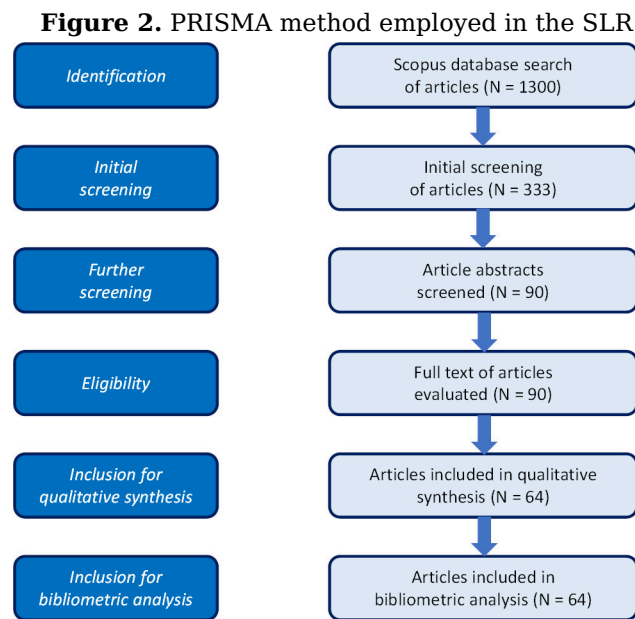 Figure 2. PRISMA method employed in the SLR
Identification
Scopus database search
of articles (N = 1300)
Initial
screening
Initial screening
of articles (N = 333)
Further
screening
Article abstracts
screened (N = 90)
Eligibility
Full text of articles
evaluated (N = 90)
Inclusion for
qualitative synthesis
Articles included in qualitative
synthesis (N = 64)
Inclusion for
bibliometric analysis
Articles included in
bibliometric analysis (N = 64)